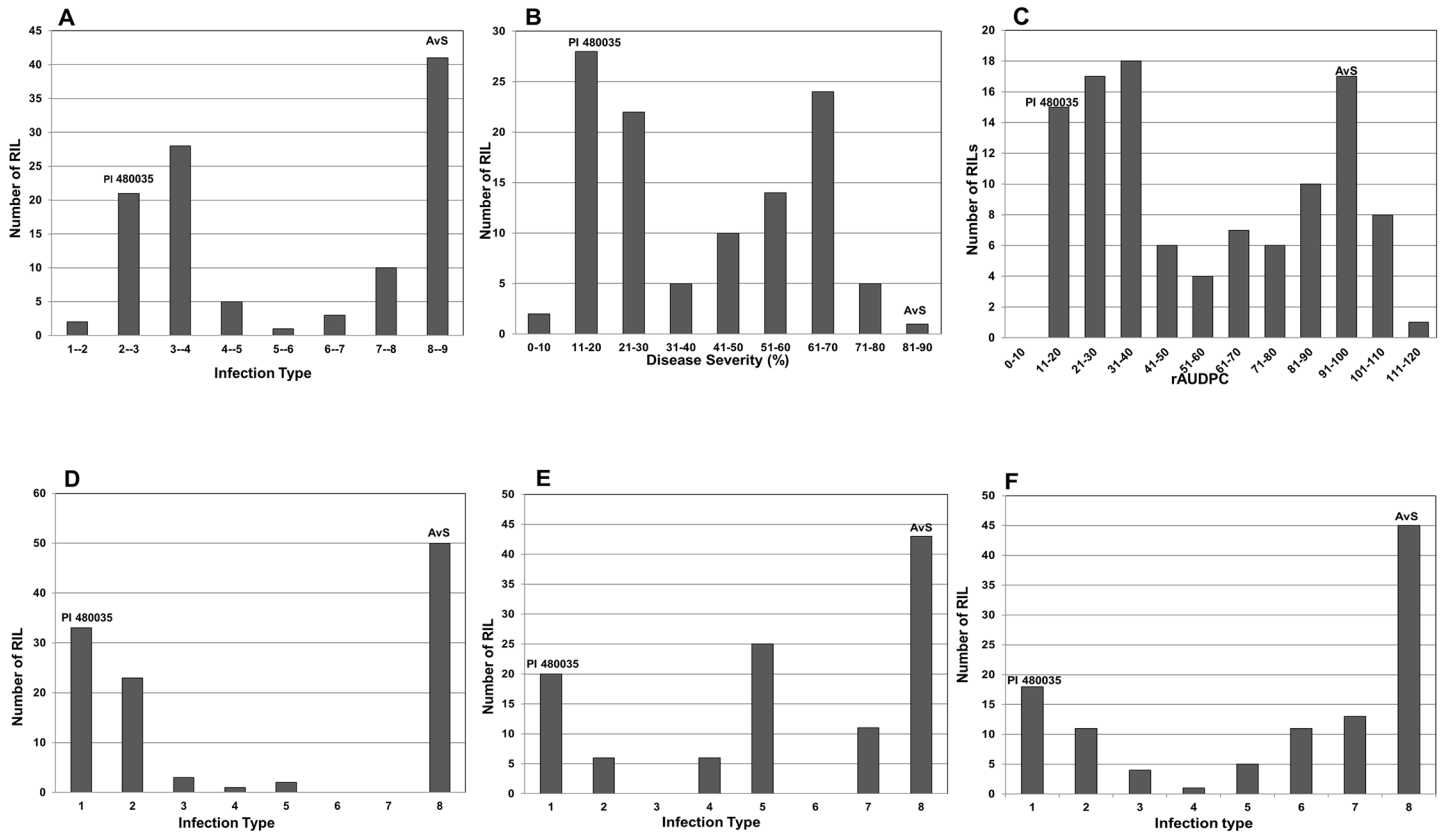 A
Number of RIL
45
40
35
30
25
20
15
10
5
0
PI 480035
AvS
1--2 2--3 3--4 4--5 5--6 6--7 7--8 8--9
Infection Type
B
Number of RIL
30
25
20
15
10
5
0
PI 480035
AvS
0-10 11-20 21-30 31-40 41-50 51-60 61-70 71-80 81-90
Disease Severity (%)
C
Number of RILs
20
18
16
14
12
10
8
6
4
2
0
PI 480035
AvS
0-10 11-20 21-30 31-40 41-50 51-60 61-70 71-80 81-90 91-100 101-110 111-120
rAUDPC
D
Number of RIL
60
50
40
30
20
10
0
PI 480035
AvS
1 2 3 4 5 6 7 8
Infection Type
E
Number of RIL
50
45
40
35
30
25
20
15
10
5
0
PI 480035
AvS
1 2 3 4 5 6 7 8
Infection Type
F
Number of RIL
50
45
40
35
30
25
20
15
10
5
0
PI 480035
AvS
1 2 3 4 5 6 7 8
Infection type